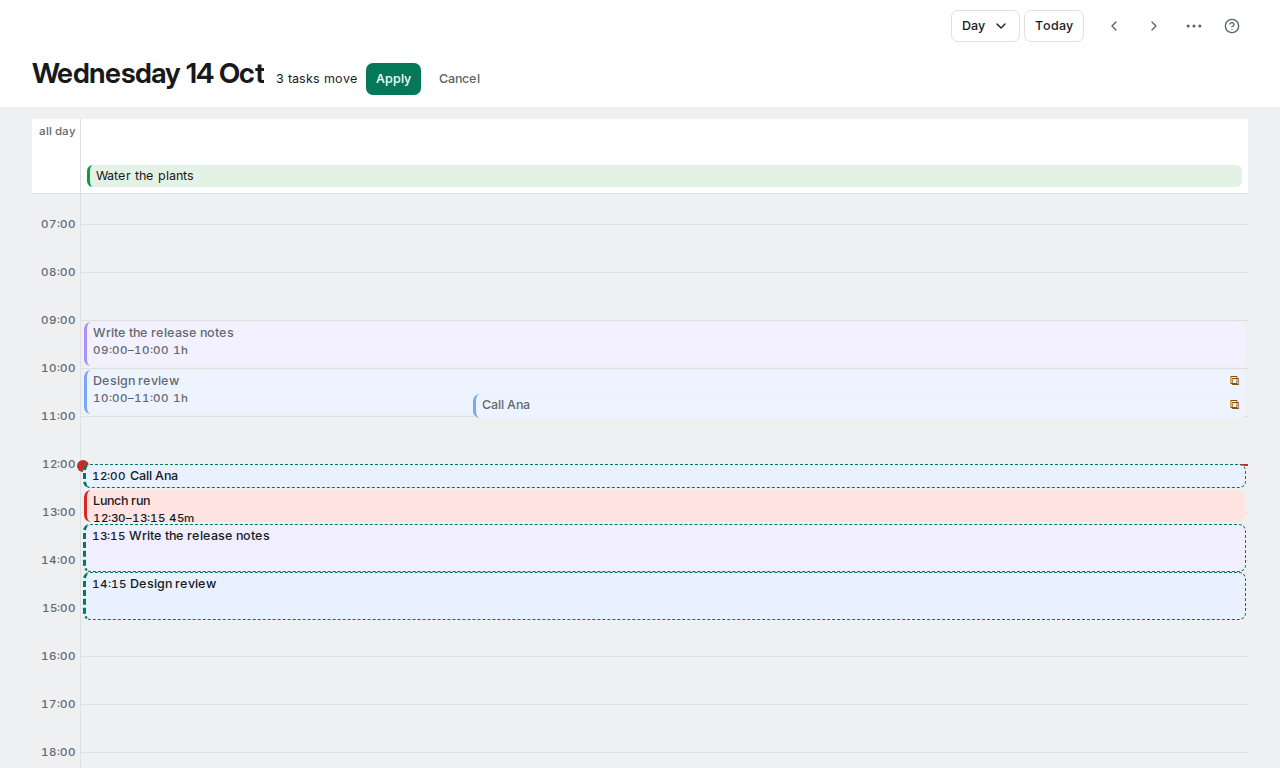 Day
Today
Wednesday 14 Oct
3 tasks move
Apply
Cancel
all day
Water the plants
07:00
08:00
09:00
Write the release notes
09:00–10:00 1h
10:00
Design review
10:00–11:00 1h
Call Ana
11:00
12:00
12:00 Call Ana
Lunch run
12:30–13:15 45m
13:00
13:15 Write the release notes
14:00
14:15 Design review
15:00
16:00
17:00
18:00